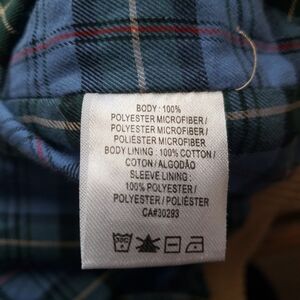 BODY: 100%
POLYESTER MICROFIBER /
POLYESTER MICROFIBER /
POLIÉSTER MICROFIBER /
BODY LINING : 100% COTTON /
COTON / ALGODÃO
SLEEVE LINING :
100% POLYESTER /
POLYESTER / POLIÉSTER
CA#30293